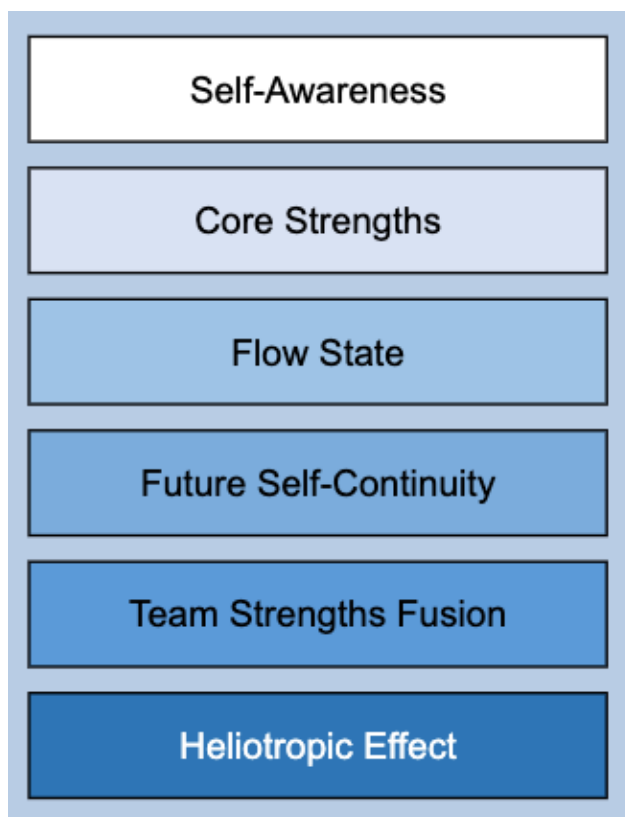 Self-Awareness
Core Strengths
Flow State
Future Self-Continuity
Team Strengths Fusion
Heliotropic Effect